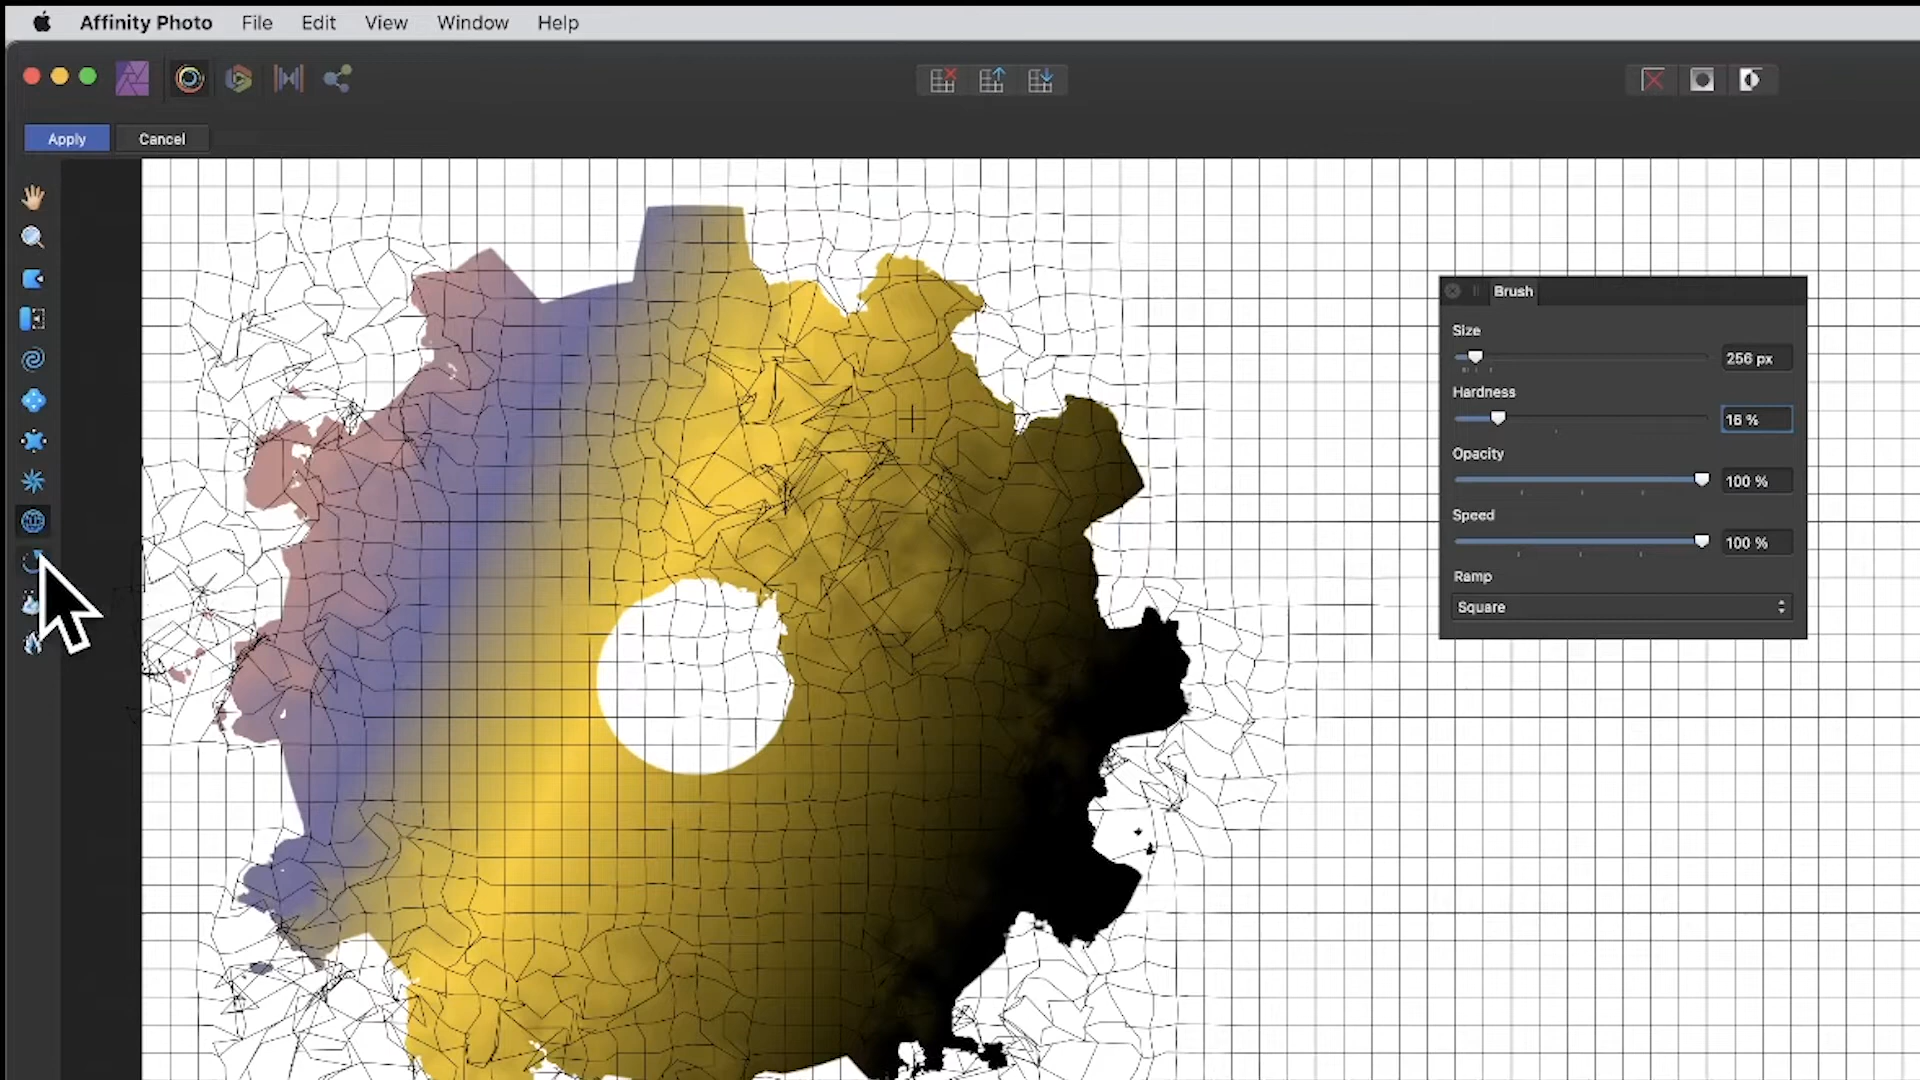 Affinity Photo File Edit View Window Help
Apply Cancel
Brush
Size
256 px
Hardness
16 %
Opacity
100 %
Speed
100 %
Ramp
Square